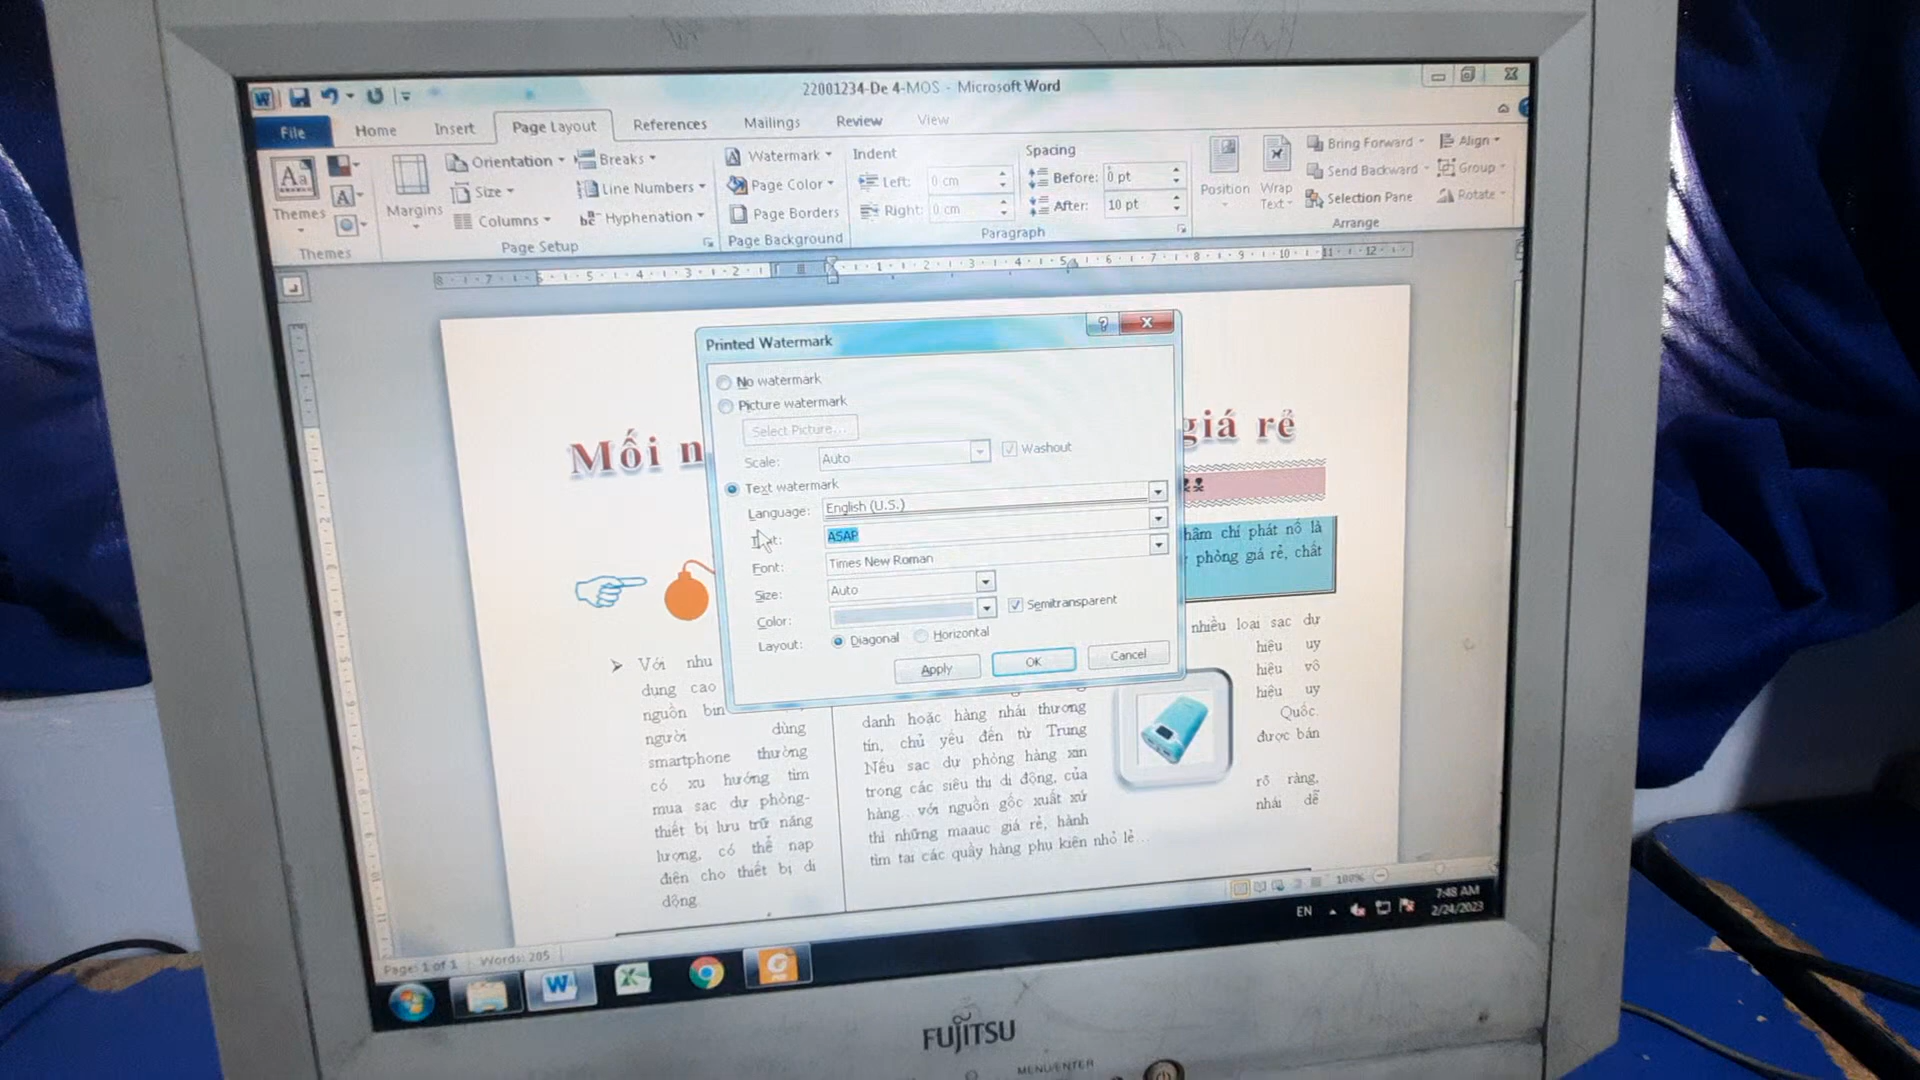 22001234-De 4-MOS - Microsoft Word
File Home Insert Page Layout References Mailings Review View
Themes
Themes
Margins
Orientation
Size
Columns
Breaks
Line Numbers
Hyphenation
Page Setup
Watermark
Page Color
Page Borders
Page Background
Indent
Left: 0 cm
Right: 0 cm
Spacing
Before: 0 pt
After: 10 pt
Paragraph
Position
Wrap Text
Bring Forward
Send Backward
Selection Pane
Align
Group
Rotate
Arrange
Printed Watermark
No watermark
Picture watermark
Select Picture...
Scale: Auto Washout
Text watermark
Language: English (U.S.)
ASAP
Font: Times New Roman
Size: Auto
Color: Semitransparent
Layout: Diagonal Horizontal
Apply OK Cancel
Mối n
giá rẻ
hầm chí phát nổ là
phòng giá rẻ, chất
Với nhu
dụng cao
nguồn bin
người dùng
smartphone thường
có xu hướng tìm
mua sạc dự phòng-
thiết bị lưu trữ năng
lượng, có thể nạp
điện cho thiết bị di
động.
danh hoặc hàng nhái thương
tín, chủ yếu đến từ Trung
Nếu sạc dự phòng hàng xin
trong các siêu thị di động, của
hàng... với nguồn gốc xuất xứ
thì những maauc giá rẻ, hành
tìm tại các quầy hàng phụ kiện nhỏ lẻ...
nhiều loại sạc dự
hiệu uy
hiệu vô
hiệu uy
Quốc.
được bán
rõ ràng,
nhái dễ
Page: 1 of 1 Words: 205
100%
EN
7:48 AM
2/24/2023
FUJITSU
MENU/ENTER